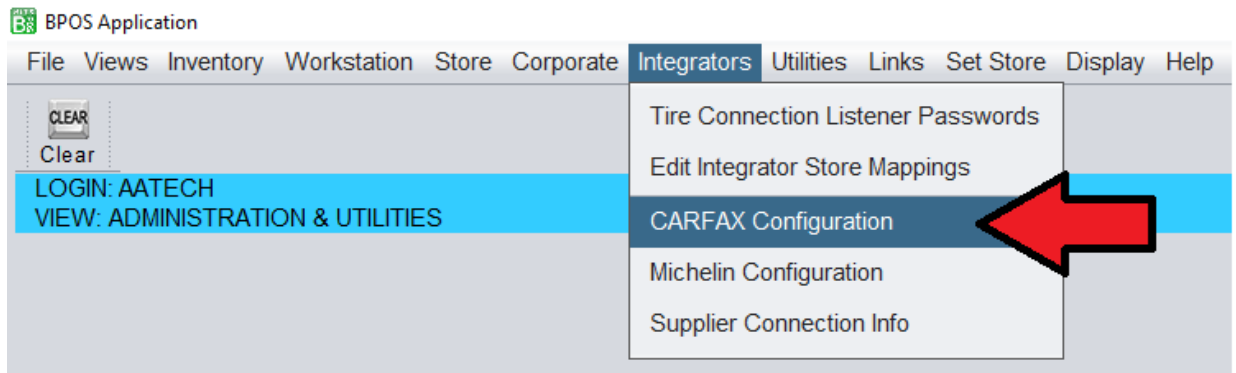 BPOS Application
File Views Inventory Workstation Store Corporate Integrators Utilities Links Set Store Display Help
CLEAR
Clear
Tire Connection Listener Passwords
Edit Integrator Store Mappings
CARFAX Configuration
Michelin Configuration
Supplier Connection Info
LOGIN: AATECH
VIEW: ADMINISTRATION & UTILITIES